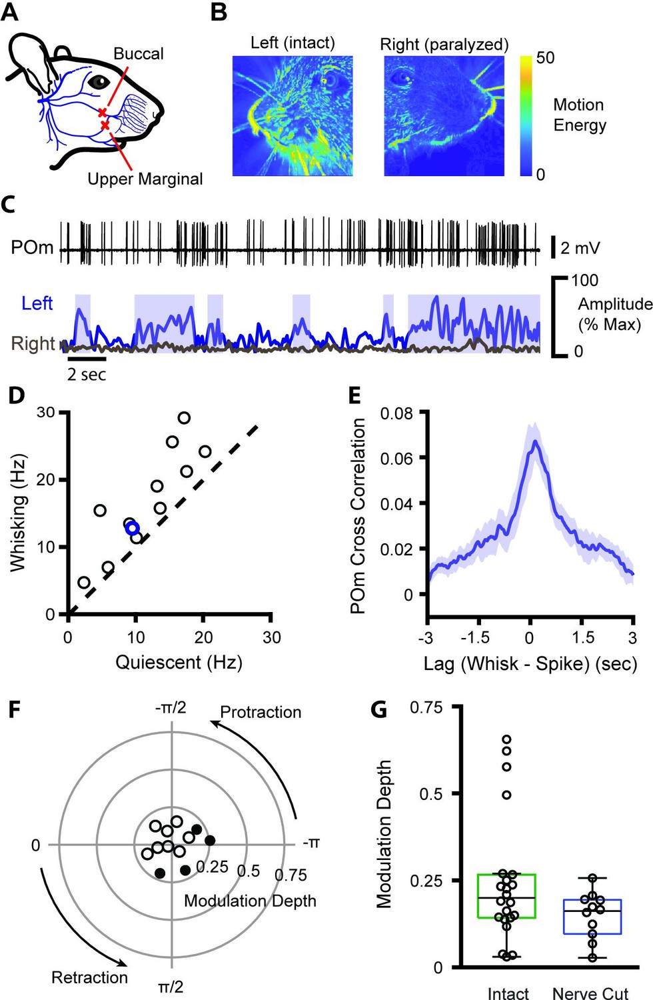 A
Buccal
Upper Marginal
B
Left (intact)
Right (paralyzed)
50
Motion
Energy
0
C
POm
2 mV
Left
Right
100
Amplitude
(% Max)
0
2 sec
D
Whisking (Hz)
30
20
10
0
0
10
20
30
Quiescent (Hz)
E
POm Cross Correlation
0.08
0.06
0.04
0.02
0
-3
-1.5
0
1.5
3
Lag (Whisk - Spike) (sec)
F
-π/2
Protraction
0
-π
0.25
0.5
0.75
Modulation Depth
Retraction
π/2
G
Modulation Depth
0.75
0.5
0.25
0
Intact
Nerve Cut